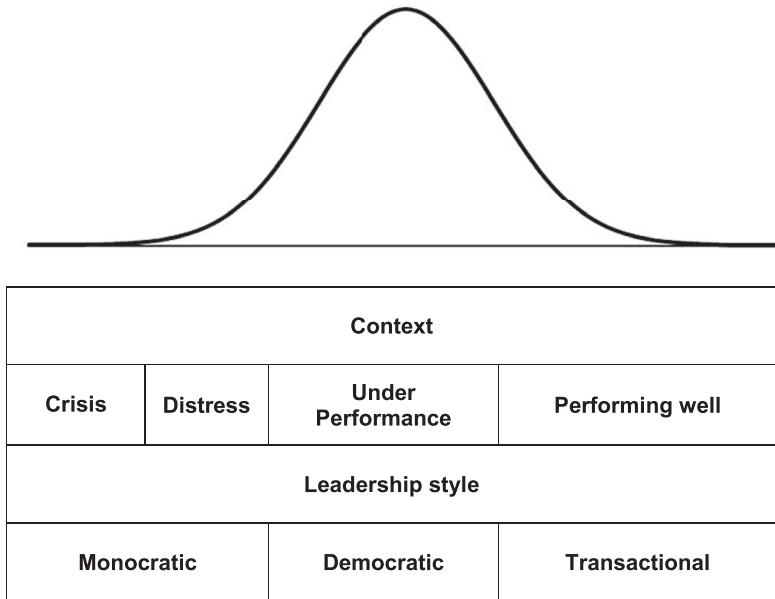 Context
Crisis
Distress
Under
Performance
Performing well
Leadership style
Monocratic
Democratic
Transactional